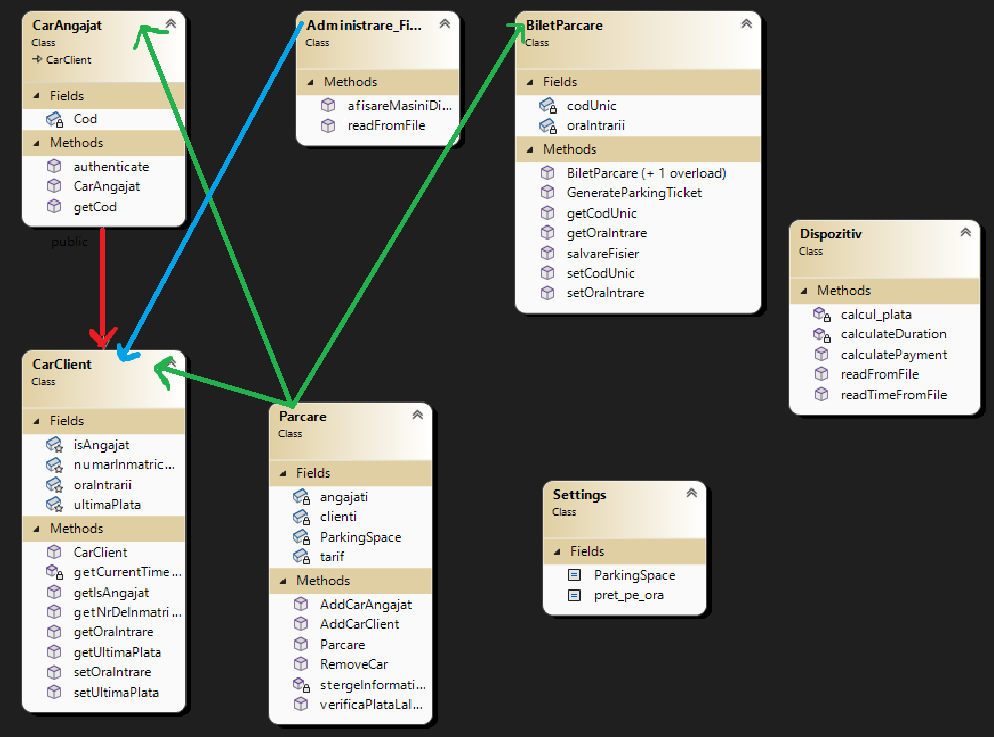 CarAngajat
Class
CarClient
Fields
Cod
Methods
authenticate
CarAngajat
getCod
public
Administrare_Fi...
Class
Methods
afisareMasiniDi...
readFromFile
BiletParcare
Class
Fields
codUnic
oraIntrarii
Methods
BiletParcare (+ 1 overload)
GenerateParkingTicket
getCodUnic
getOraIntrare
salvareFisier
setCodUnic
setOraIntrare
Dispozitiv
Class
Methods
calcul_plata
calculateDuration
calculatePayment
readFromFile
readTimeFromFile
CarClient
Class
Fields
isAngajat
numarInmatric...
oraIntrarii
ultimaPlata
Methods
CarClient
getCurrentTime...
getIsAngajat
getNrDeInmatri...
getOraIntrare
getUltimaPlata
setOraIntrare
setUltimaPlata
Parcare
Class
Fields
angajati
clienti
ParkingSpace
tarif
Methods
AddCarAngajat
AddCarClient
Parcare
RemoveCar
stergeInformati...
verificaPlataLaI...
Settings
Class
Fields
ParkingSpace
pret_pe_ora